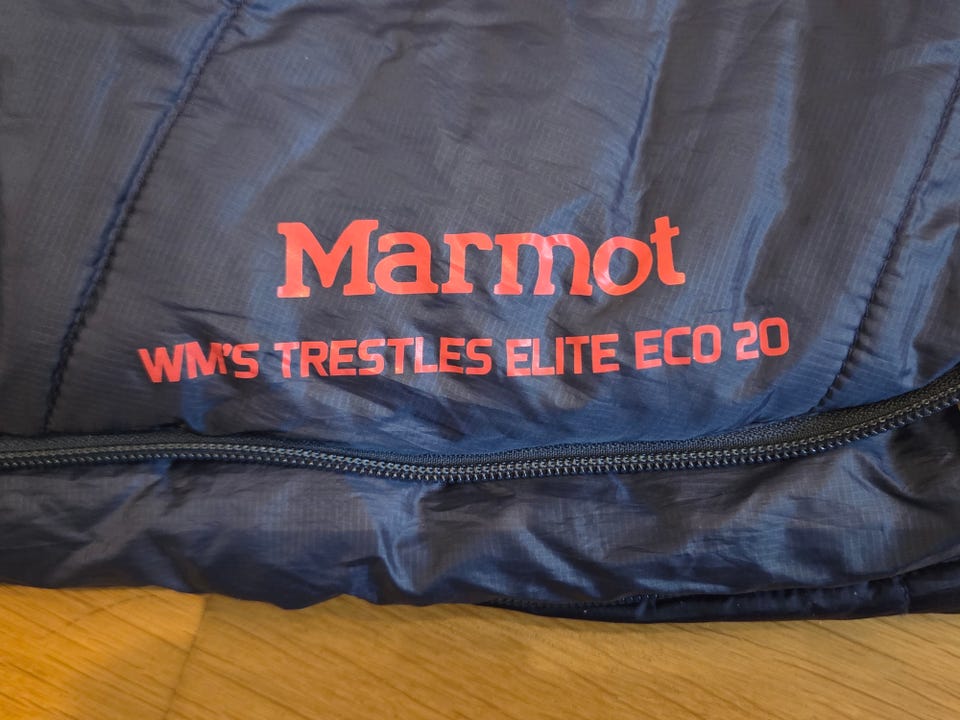 Marmot
WM'S TRESTLES ELITE ECO 20